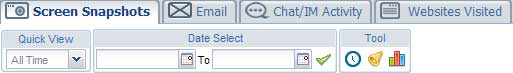 Screen Snapshots Email Chat/IM Activity Websites Visited
Quick View Date Select Tool
All Time To